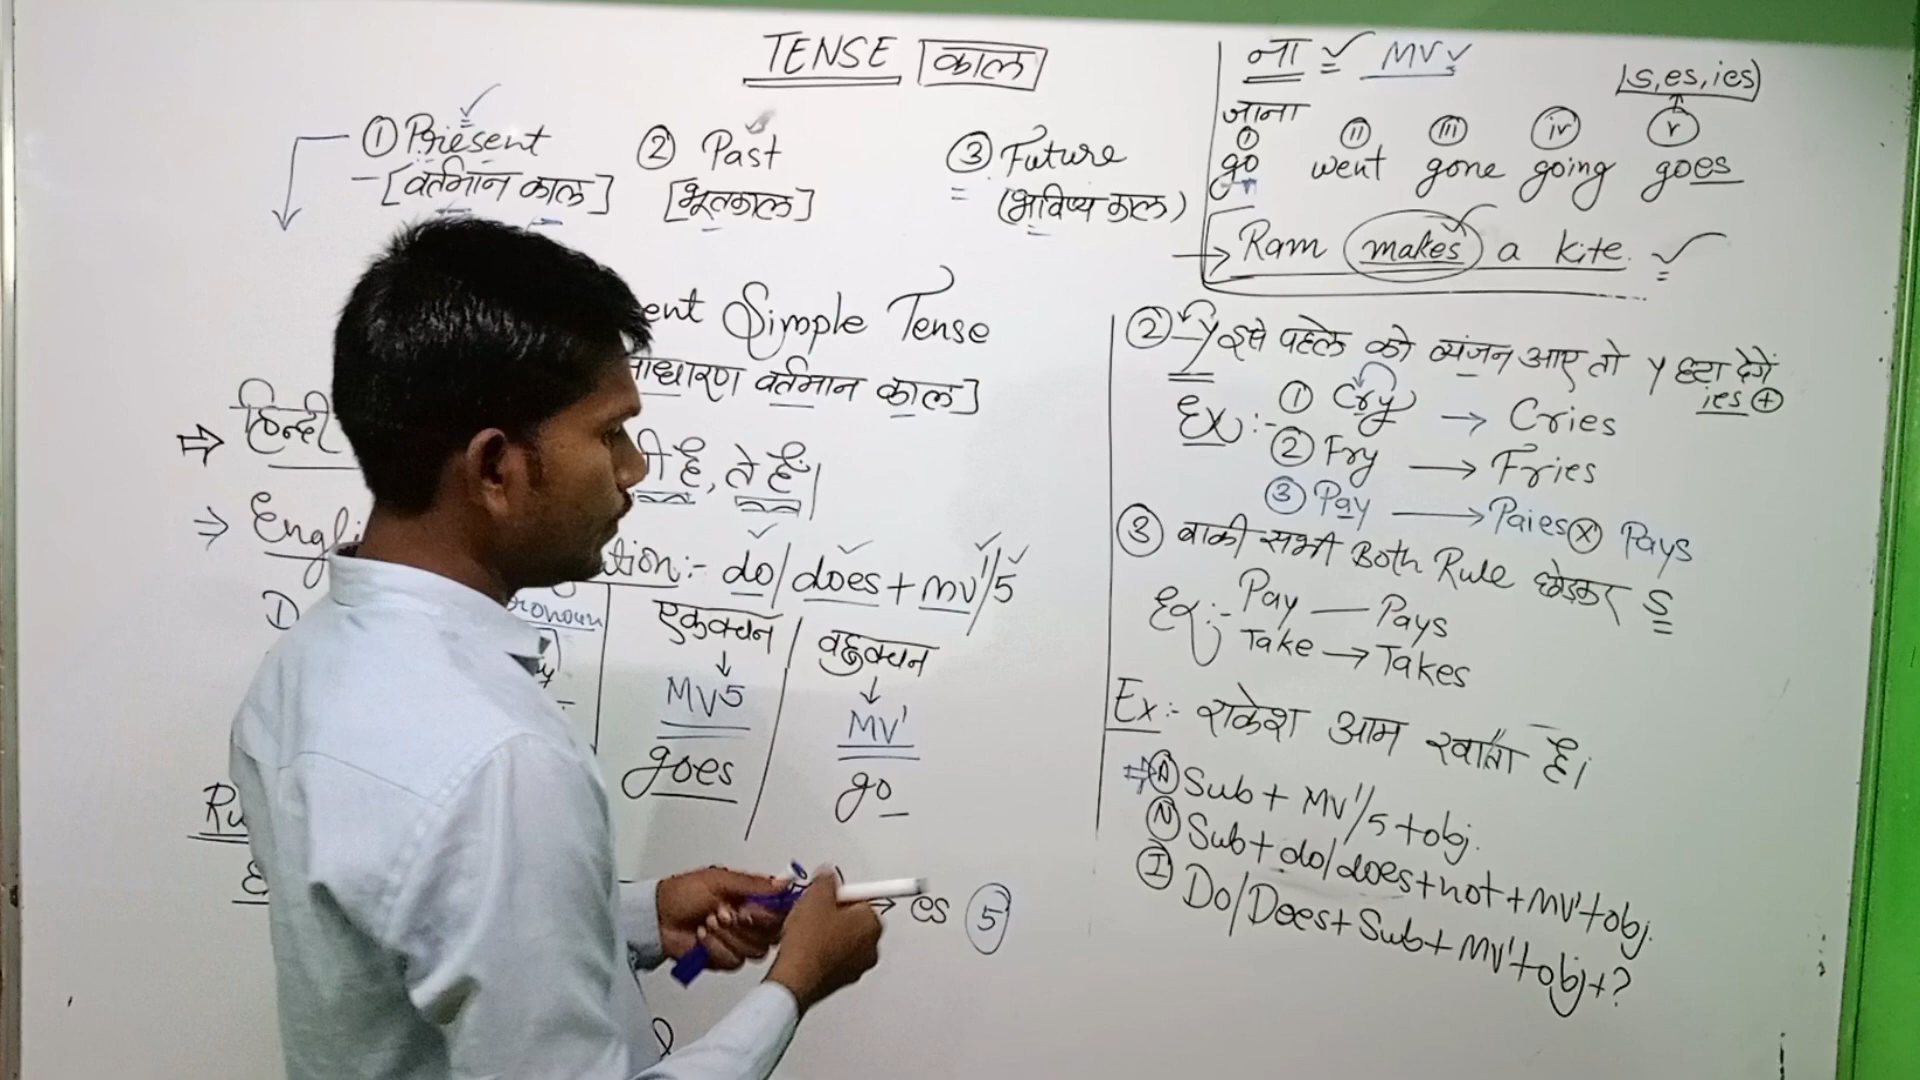 TENSE काल
① Present ② Past ③ Future
[वर्तमान काल] [भूतकाल] (भाविष्य काल)
ent Simple Tense
ाधारण वर्तमान काल]
⇒ हिन्दी ी है, ते हैं।
⇒ Engli tion:- do/does + mv'/5
D Pronoun एकवचन / बहुवचन
↓ ↓
MV5 MV'
goes go
Ru
→ es ⑤
ना MV
(s, es, ies)
जाना
ⓘ ⓘⓘ ⓘⓘⓘ ⓘⓥ ⓥ
go went gone going goes
→ Ram makes a kite.
② -y इसे पहले को व्यंजन आए तो y हटा देगें
ies ⊕
Ex:- ① Cry → Cries
② Fry → Fries
③ Pay → Paies ⓧ Pays
③ बाकी सभी Both Rule छोड़कर s
Ex:- Pay — Pays
Take → Takes
Ex:- राकेश आम खाता है।
⇒ Ⓐ Sub + MV'/5 + obj.
Ⓝ Sub + do/does + not + MV' + obj.
Ⓘ Do/Does + Sub + MV' + obj + ?